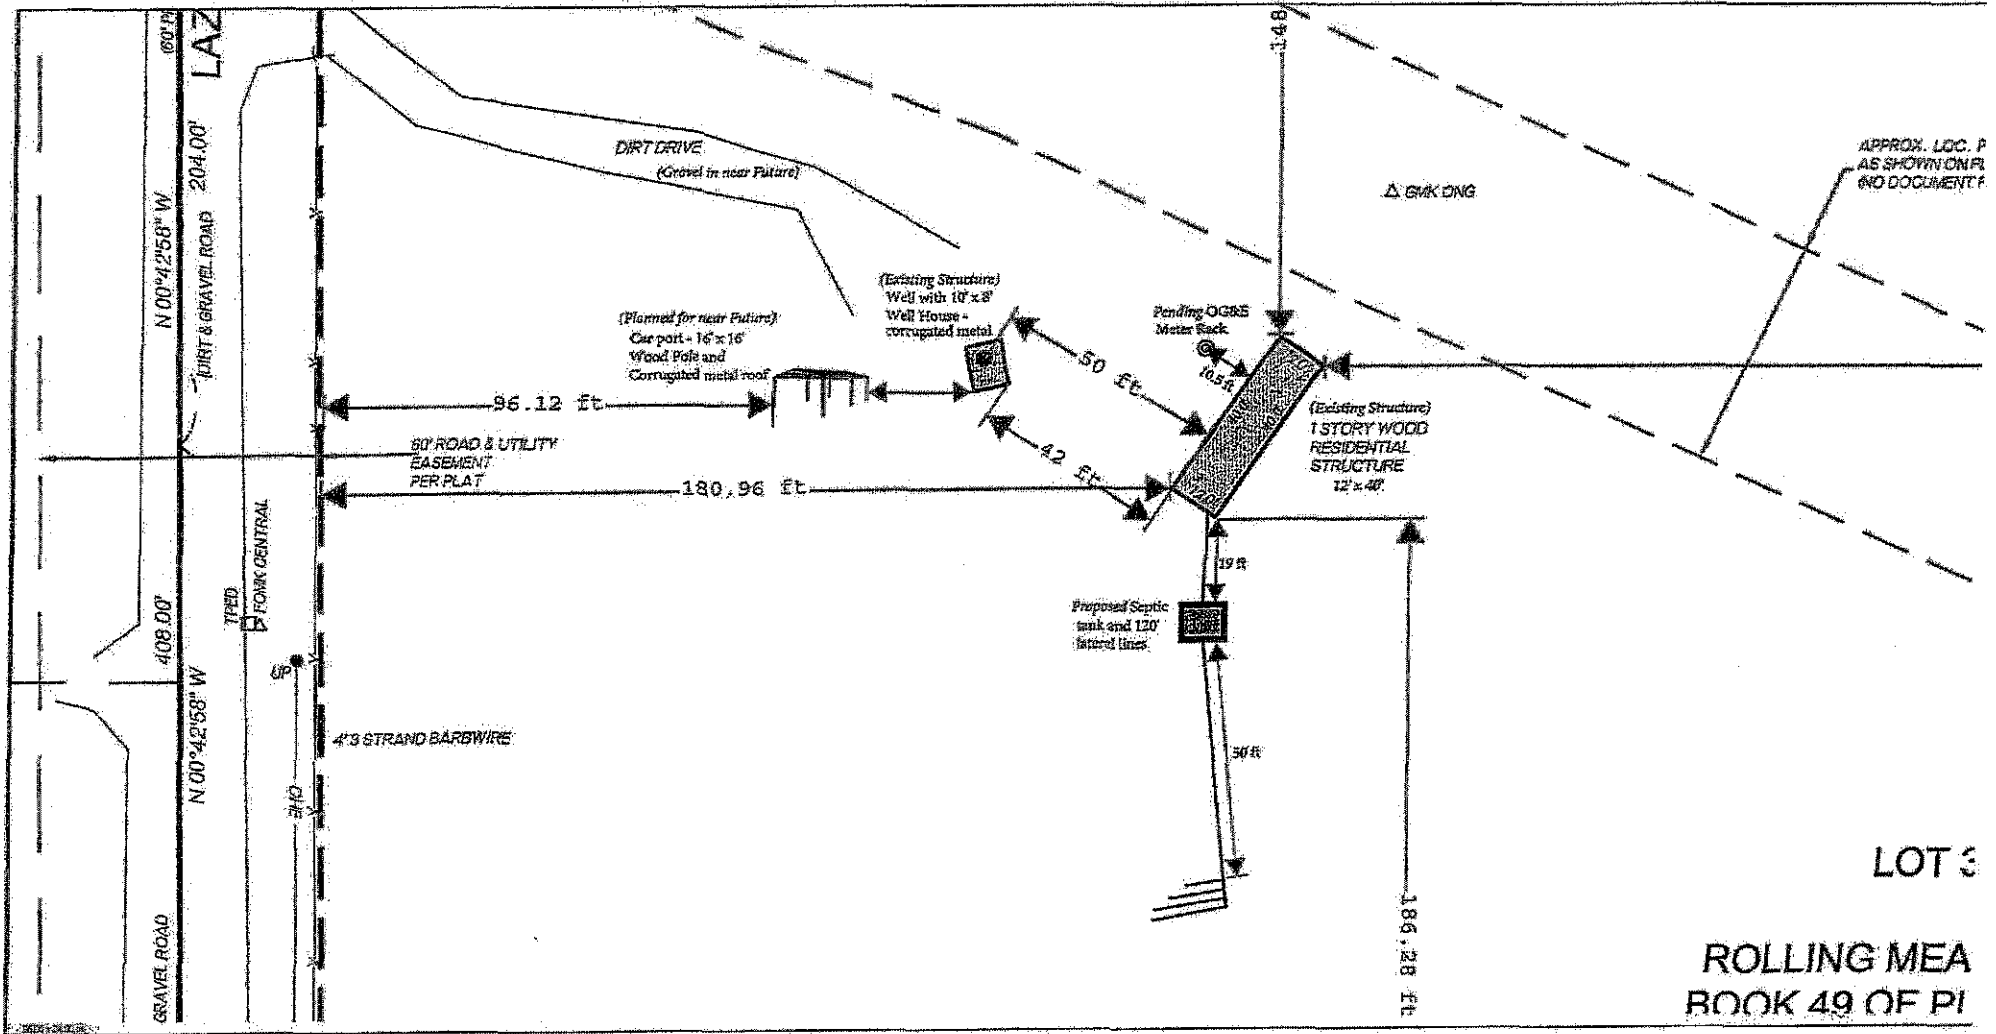 (60' P
LAZ
204.00'
N 00°42'58" W
(DIRT & GRAVEL ROAD
DIRT DRIVE
(Gravel in near Future)
148
△ GMK ONG
APPROX. LOC. P
AS SHOWN ON
(NO DOCUMENT
(Existing Structure)
Well with 10' x 8'
Well House -
corrugated metal
(Planned for near Future)
Car port - 16' x 16'
Wood Pole and
Corrugated metal roof
Pending OG&E
Meter Rack
10.5 ft
50 ft
96.12 ft
42 ft
(Existing Structure)
1 STORY WOOD
RESIDENTIAL
STRUCTURE
12' x 40'
60' ROAD & UTILITY
EASEMENT
PER PLAT
180.96 ft
19 ft
TPED
FOMK CENTRAL
408.00'
Proposed Septic
tank and 120'
lateral lines
UP
N 00°42'58" W
4'3 STRAND BARBWIRE
50 ft
OHE
GRAVEL ROAD
186.28 ft
LOT 3
ROLLING MEA
BOOK 49 OF PL